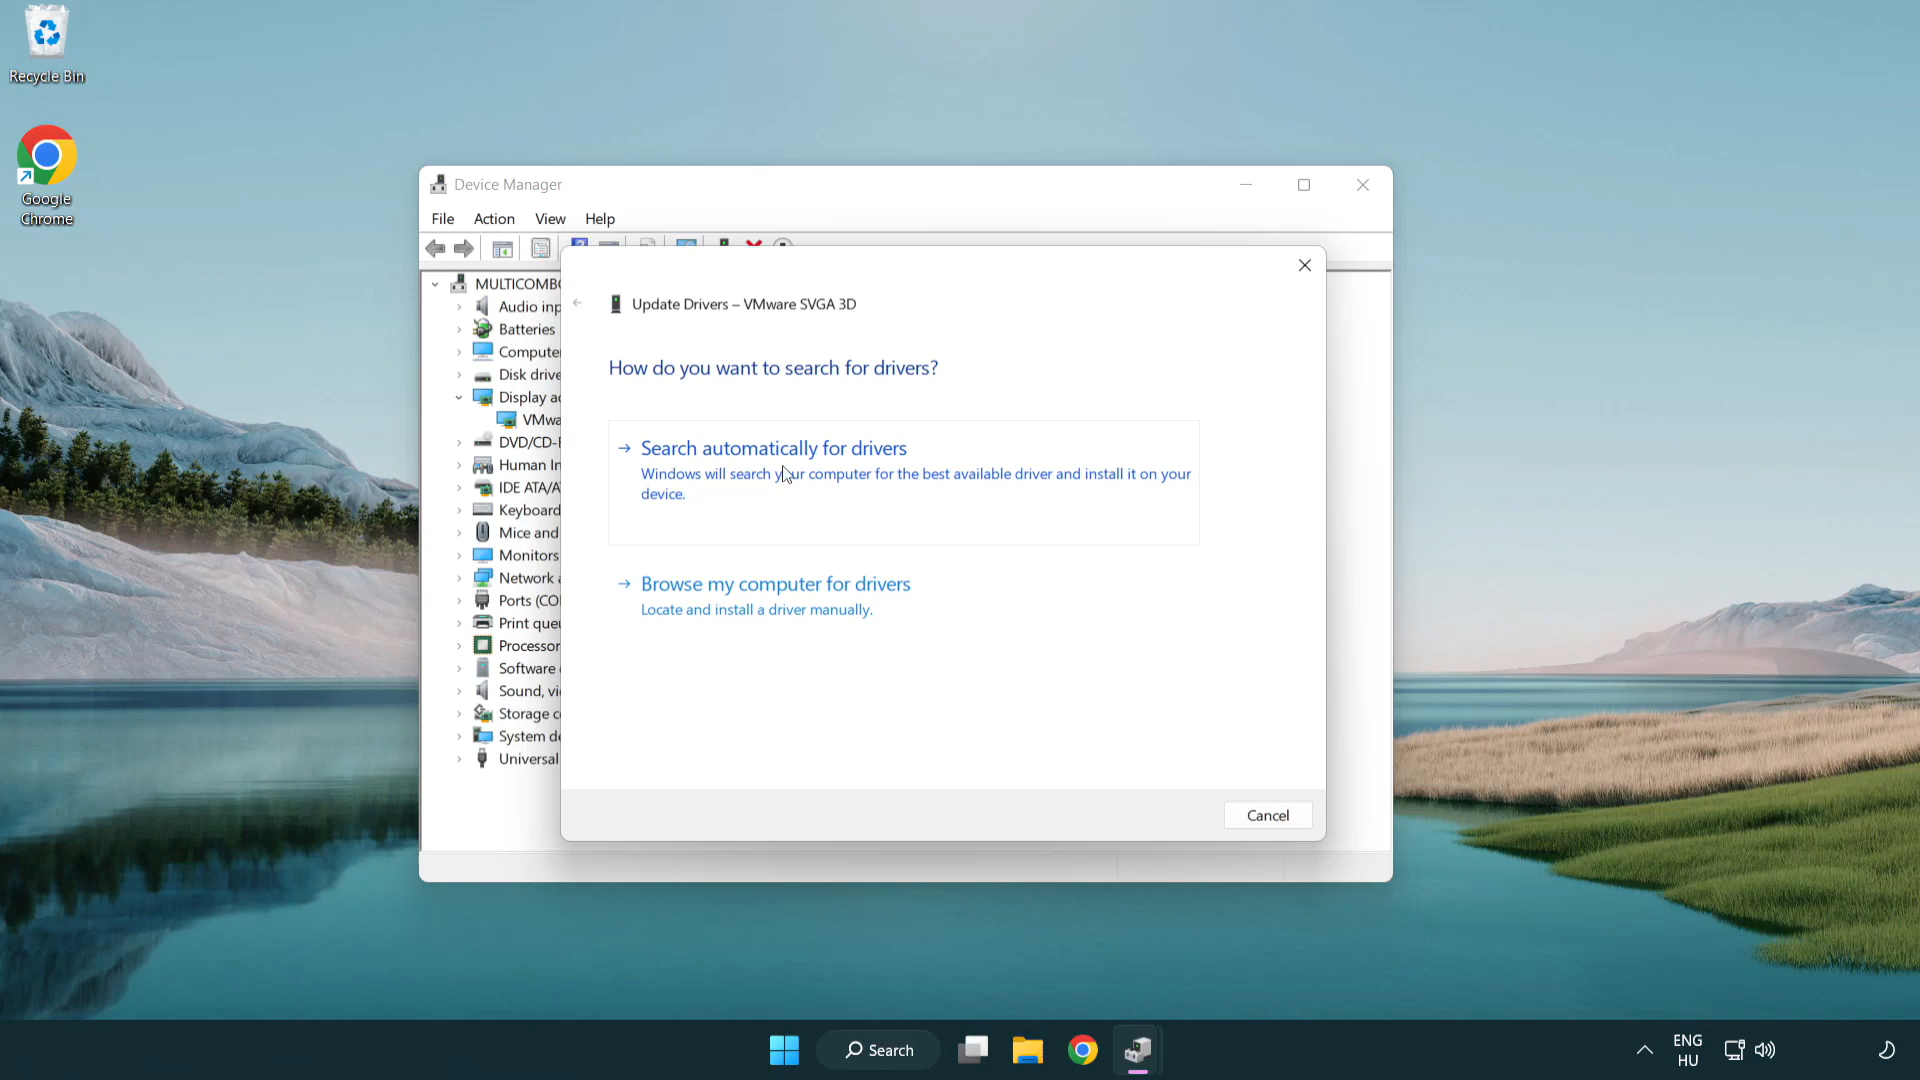 Recycle Bin
Google
Chrome
Device Manager
File Action View Help
MULTICOMBO
Audio inp
Batteries
Compute
Disk drive
Display a
VMwa
DVD/CD-R
Human In
IDE ATA/A
Keyboard
Mice and
Monitors
Network a
Ports (CO
Print que
Processor
Software
Sound, vi
Storage c
System de
Universal
Update Drivers – VMware SVGA 3D
How do you want to search for drivers?
Search automatically for drivers
Windows will search your computer for the best available driver and install it on your
device.
Browse my computer for drivers
Locate and install a driver manually.
Cancel
Search
ENG
HU